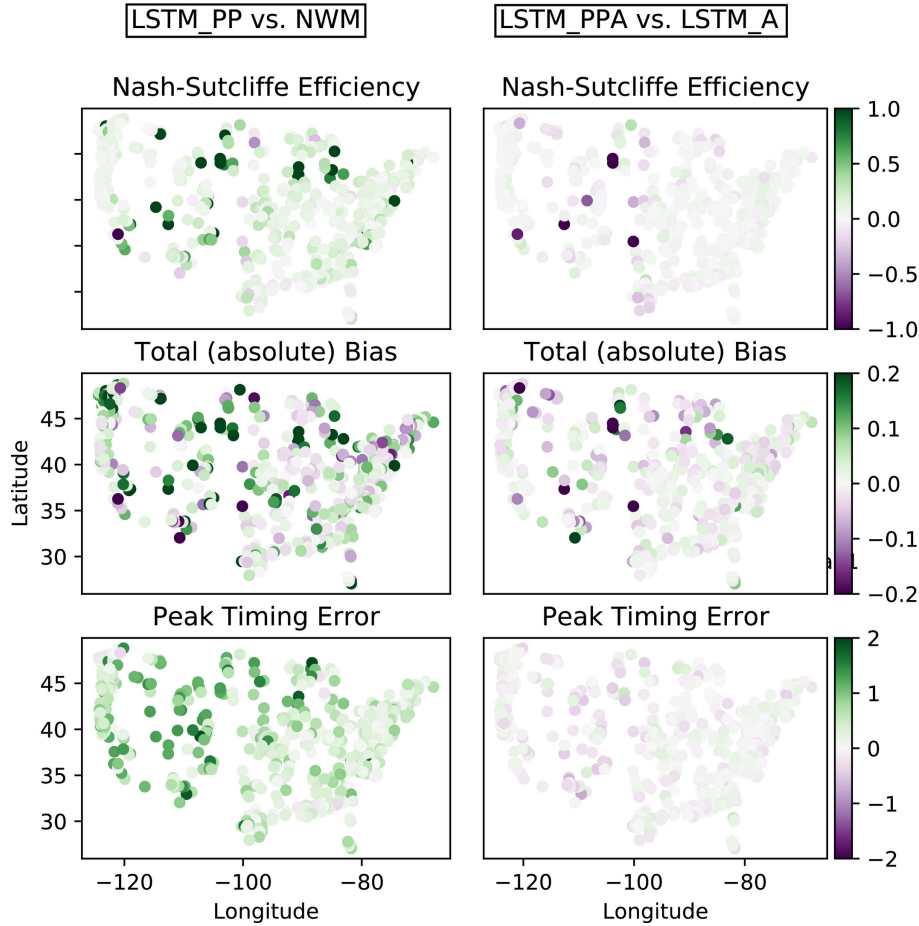 LSTM_PP vs. NWM
LSTM_PPA vs. LSTM_A
Nash-Sutcliffe Efficiency
Nash-Sutcliffe Efficiency
1.0
0.5
0.0
−0.5
−1.0
Total (absolute) Bias
Total (absolute) Bias
45
40
35
30
Latitude
0.2
0.1
0.0
−0.1
−0.2
Peak Timing Error
Peak Timing Error
45
40
35
30
2
1
0
−1
−2
−120
−100
−80
−120
−100
−80
Longitude
Longitude